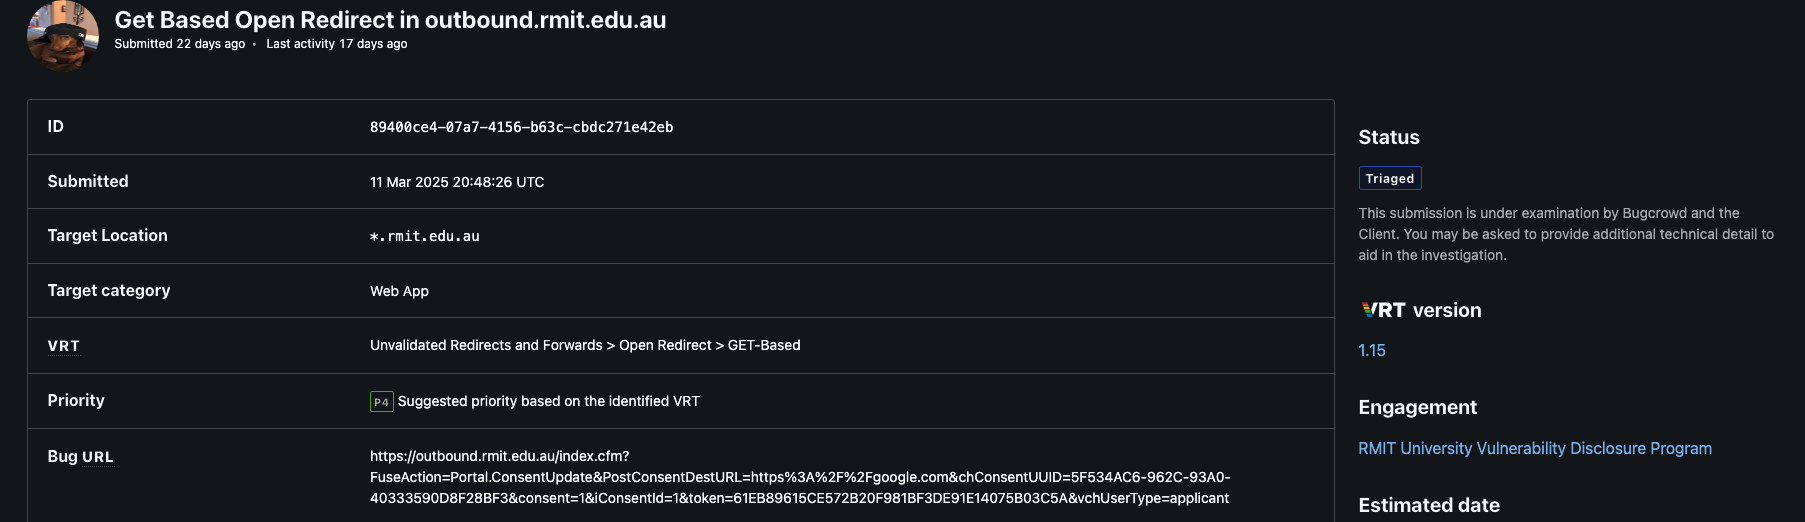 Get Based Open Redirect in outbound.rmit.edu.au
Submitted 22 days ago • Last activity 17 days ago
ID
89400ce4-07a7-4156-b63c-cbdc271e42eb
Submitted
11 Mar 2025 20:48:26 UTC
Target Location
*.rmit.edu.au
Target category
Web App
VRT
Unvalidated Redirects and Forwards > Open Redirect > GET-Based
Priority
P4 Suggested priority based on the identified VRT
Bug URL
https://outbound.rmit.edu.au/index.cfm?
FuseAction=Portal.ConsentUpdate&PostConsentDestURL=https%3A%2F%2Fgoogle.com&chConsentUUID=5F534AC6-962C-93A0-
40333590D8F28BF3&consent=1&iConsentId=1&token=61EB89615CE572B20F981BF3DE91E14075B03C5A&vchUserType=applicant
Status
Triaged
This submission is under examination by Bugcrowd and the
Client. You may be asked to provide additional technical detail to
aid in the investigation.
VRT version
1.15
Engagement
RMIT University Vulnerability Disclosure Program
Estimated date